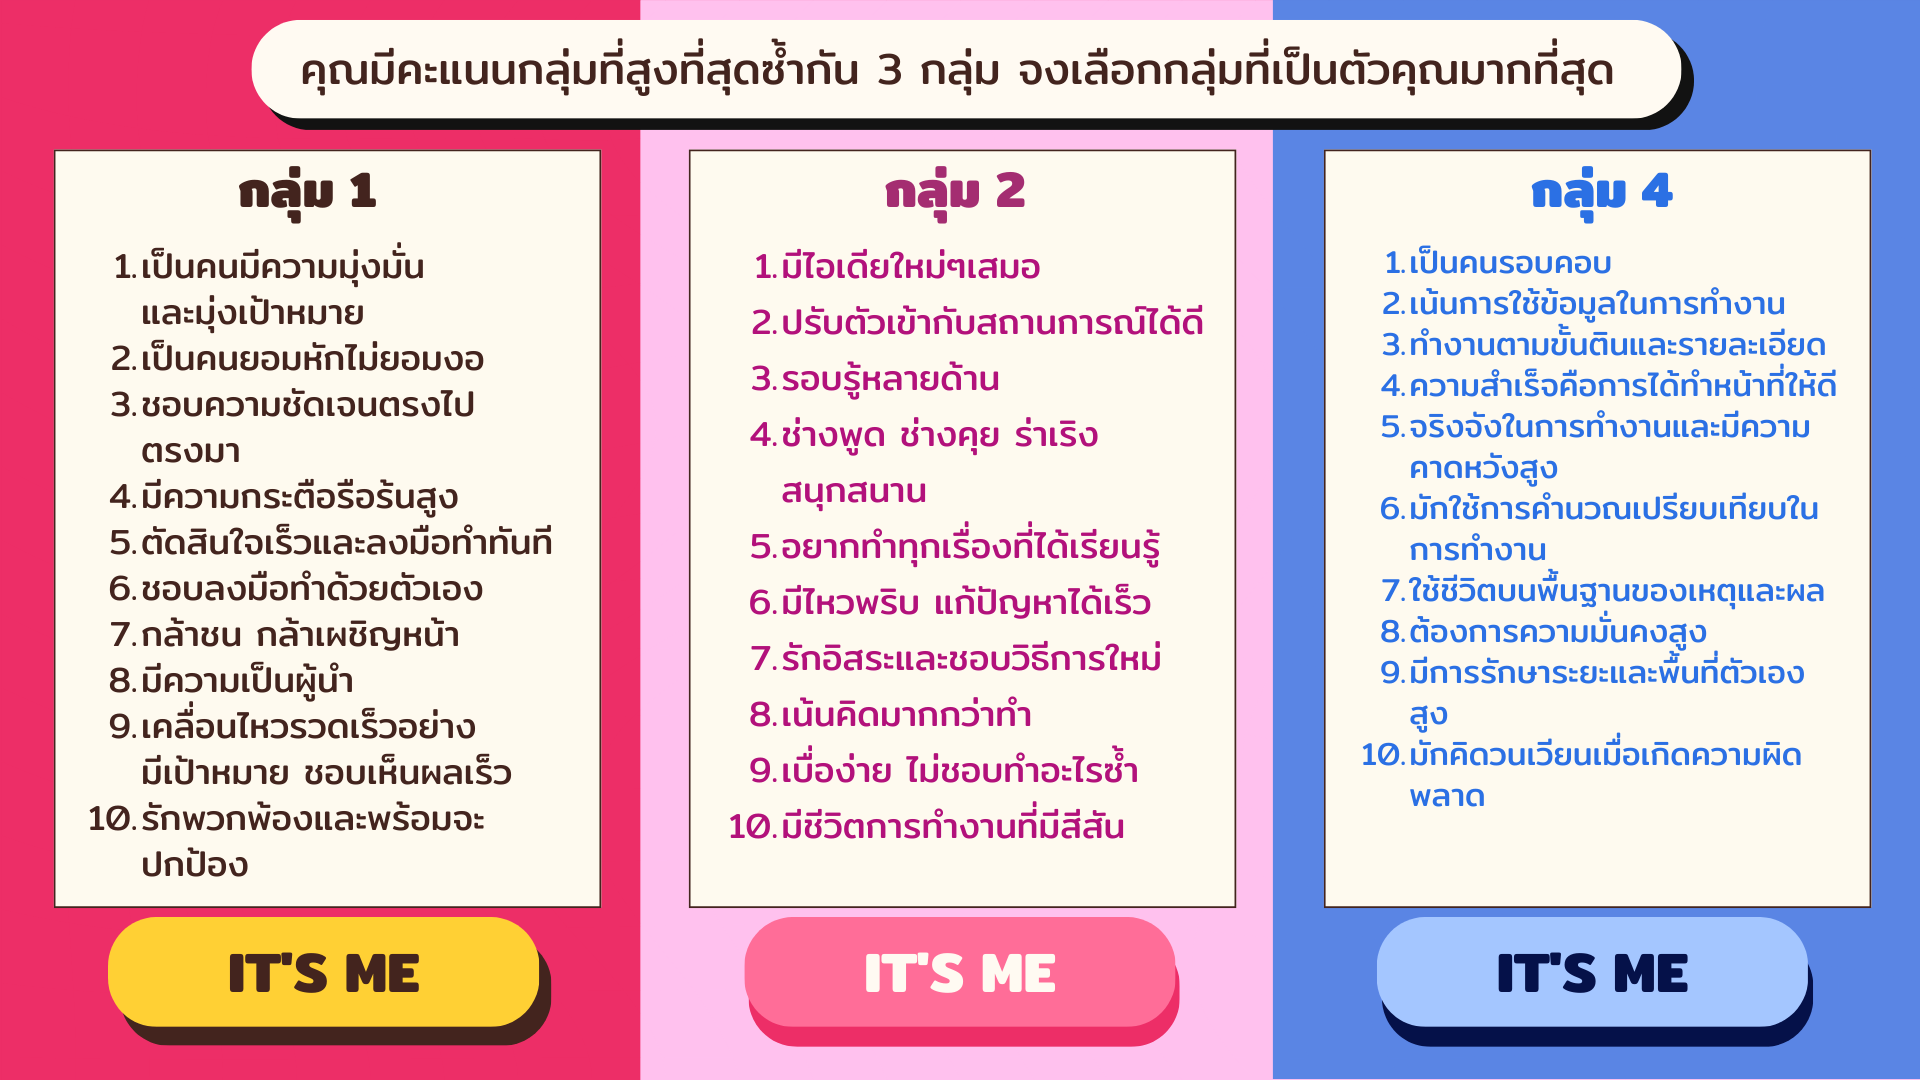 คุณมีคะแนนกลุ่มที่สูงที่สุดซ้ำกัน 3 กลุ่ม จงเลือกกลุ่มที่เป็นตัวคุณมากที่สุด
กลุ่ม 1
1. เป็นคนมีความมุ่งมั่น
และมุ่งเป้าหมาย
2. เป็นคนยอมหักไม่ยอมงอ
3. ชอบความชัดเจนตรงไป
ตรงมา
4. มีความกระตือรือร้นสูง
5. ตัดสินใจเร็วและลงมือทำทันที
6. ชอบลงมือทำด้วยตัวเอง
7. กล้าชน กล้าเผชิญหน้า
8. มีความเป็นผู้นำ
9. เคลื่อนไหวรวดเร็วอย่าง
มีเป้าหมาย ชอบเห็นผลเร็ว
10. รักพวกพ้องและพร้อมจะ
ปกป้อง
IT'S ME
กลุ่ม 2
1. มีไอเดียใหม่ๆเสมอ
2. ปรับตัวเข้ากับสถานการณ์ได้ดี
3. รอบรู้หลายด้าน
4. ช่างพูด ช่างคุย ร่าเริง
สนุกสนาน
5. อยากทำทุกเรื่องที่ได้เรียนรู้
6. มีไหวพริบ แก้ปัญหาได้เร็ว
7. รักอิสระและชอบวิธีการใหม่
8. เน้นคิดมากกว่าทำ
9. เบื่อง่าย ไม่ชอบทำอะไรซ้ำ
10. มีชีวิตการทำงานที่มีสีสัน
IT'S ME
กลุ่ม 4
1. เป็นคนรอบคอบ
2. เน้นการใช้ข้อมูลในการทำงาน
3. ทำงานตามขั้นตินและรายละเอียด
4. ความสำเร็จคือการได้ทำหน้าที่ให้ดี
5. จริงจังในการทำงานและมีความ
คาดหวังสูง
6. มักใช้การคำนวณเปรียบเทียบใน
การทำงาน
7. ใช้ชีวิตบนพื้นฐานของเหตุและผล
8. ต้องการความมั่นคงสูง
9. มีการรักษาระยะและพื้นที่ตัวเอง
สูง
10. มักคิดวนเวียนเมื่อเกิดความผิด
พลาด
IT'S ME